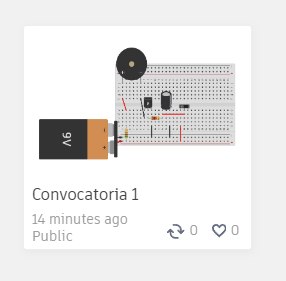 9V
Convocatoria 1
14 minutes ago
Public
0
0